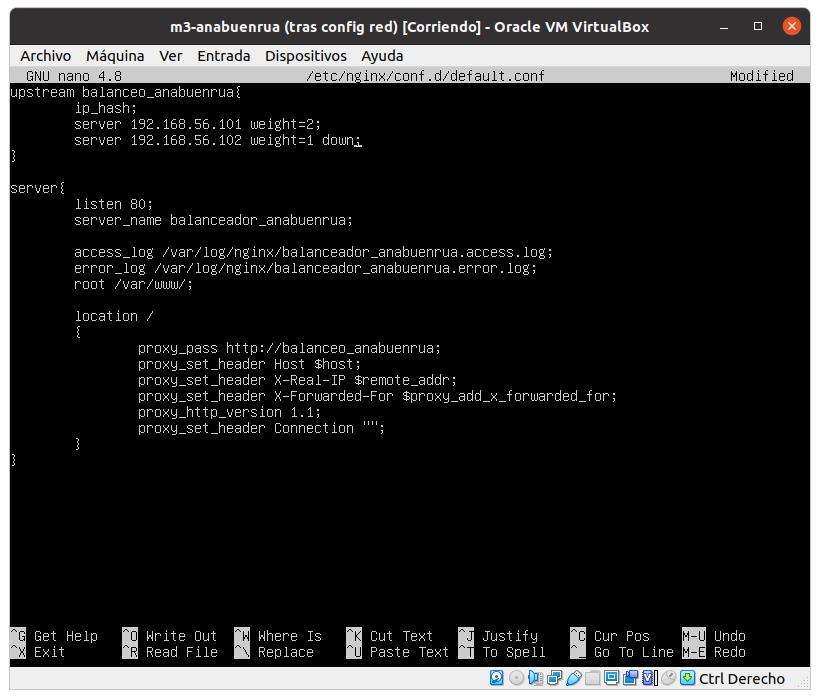 m3-anabuenrua (tras config red) [Corriendo] - Oracle VM VirtualBox
Archivo Máquina Ver Entrada Dispositivos Ayuda
GNU nano 4.8 /etc/nginx/conf.d/default.conf Modified
upstream balanceo_anabuenrua{
ip_hash;
server 192.168.56.101 weight=2;
server 192.168.56.102 weight=1 down;
}
server{
listen 80;
server_name balanceador_anabuenrua;
access_log /var/log/nginx/balanceador_anabuenrua.access.log;
error_log /var/log/nginx/balanceador_anabuenrua.error.log;
root /var/www/;
location /
{
proxy_pass http://balanceo_anabuenrua;
proxy_set_header Host $host;
proxy_set_header X-Real-IP $remote_addr;
proxy_set_header X-Forwarded-For $proxy_add_x_forwarded_for;
proxy_http_version 1.1;
proxy_set_header Connection "";
}
}
^G Get Help ^O Write Out ^W Where Is ^K Cut Text ^J Justify ^C Cur Pos M-U Undo
^X Exit ^R Read File ^\ Replace ^U Paste Text ^T To Spell ^_ Go To Line M-E Redo
Ctrl Derecho